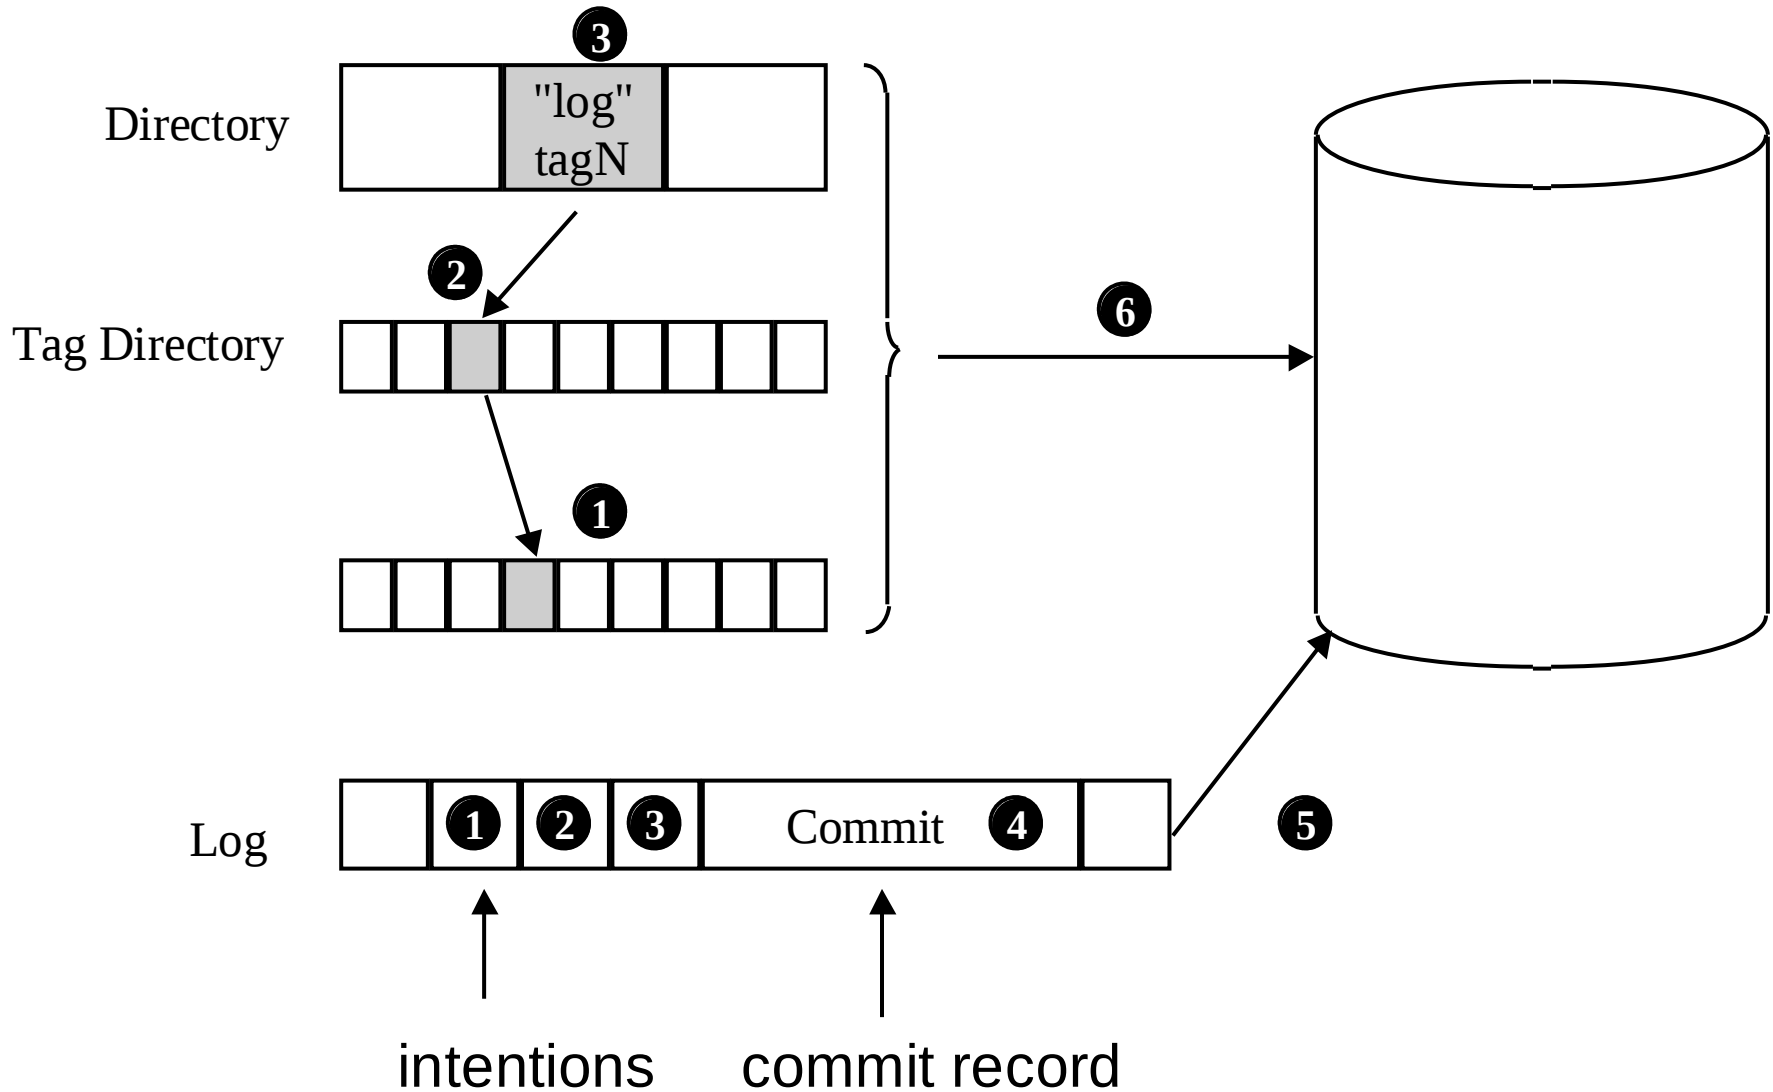 3
Directory
"log"
tagN
2
6
Tag Directory
1
Log
1 2 3 Commit 4
5
intentions
commit record